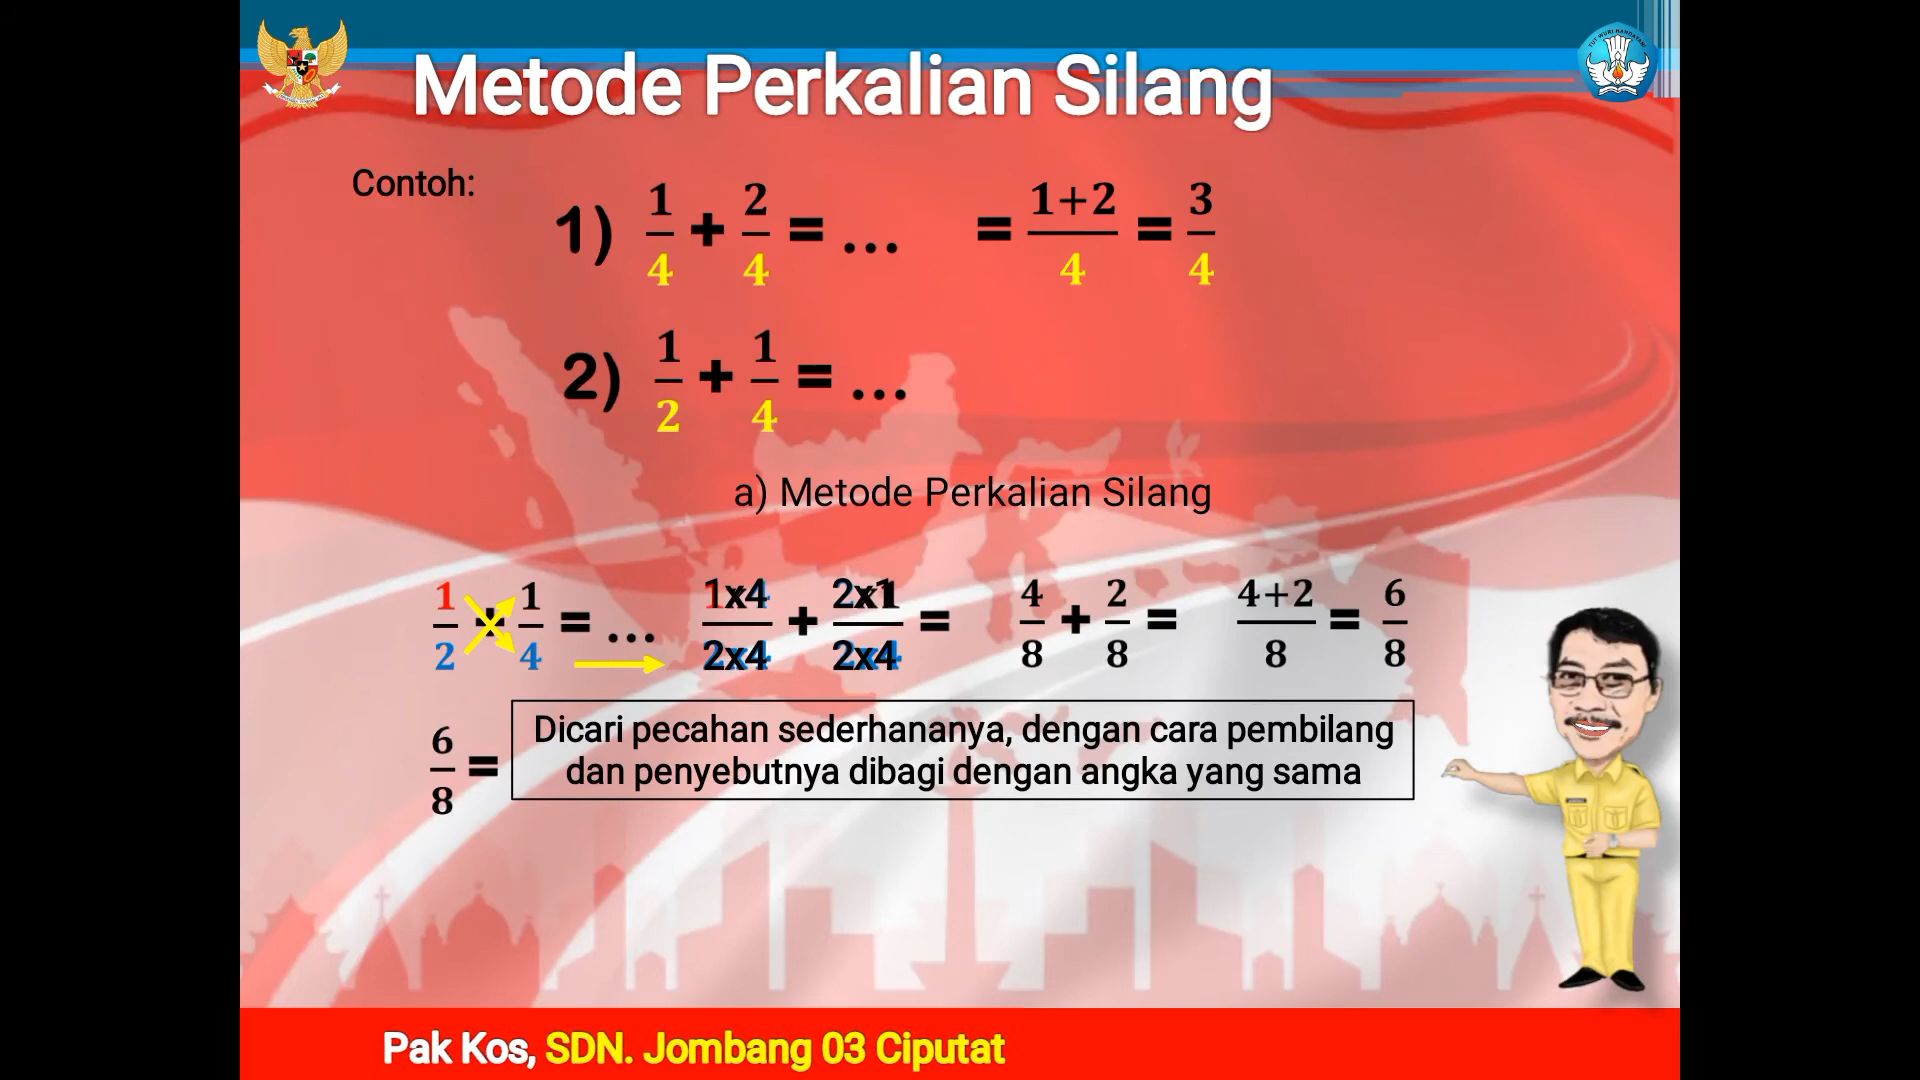 Metode Perkalian Silang
Contoh:
1) 1/4 + 2/4 = ... = 1+2/4 = 3/4
2) 1/2 + 1/4 = ...
a) Metode Perkalian Silang
1/2 + 1/4 = ... 1x4/2x4 + 2x1/2x4 = 4/8 + 2/8 = 4+2/8 = 6/8
6/8 =
Dicari pecahan sederhananya, dengan cara pembilang
dan penyebutnya dibagi dengan angka yang sama
Pak Kos, SDN. Jombang 03 Ciputat
TUT WURI HANDAYANI